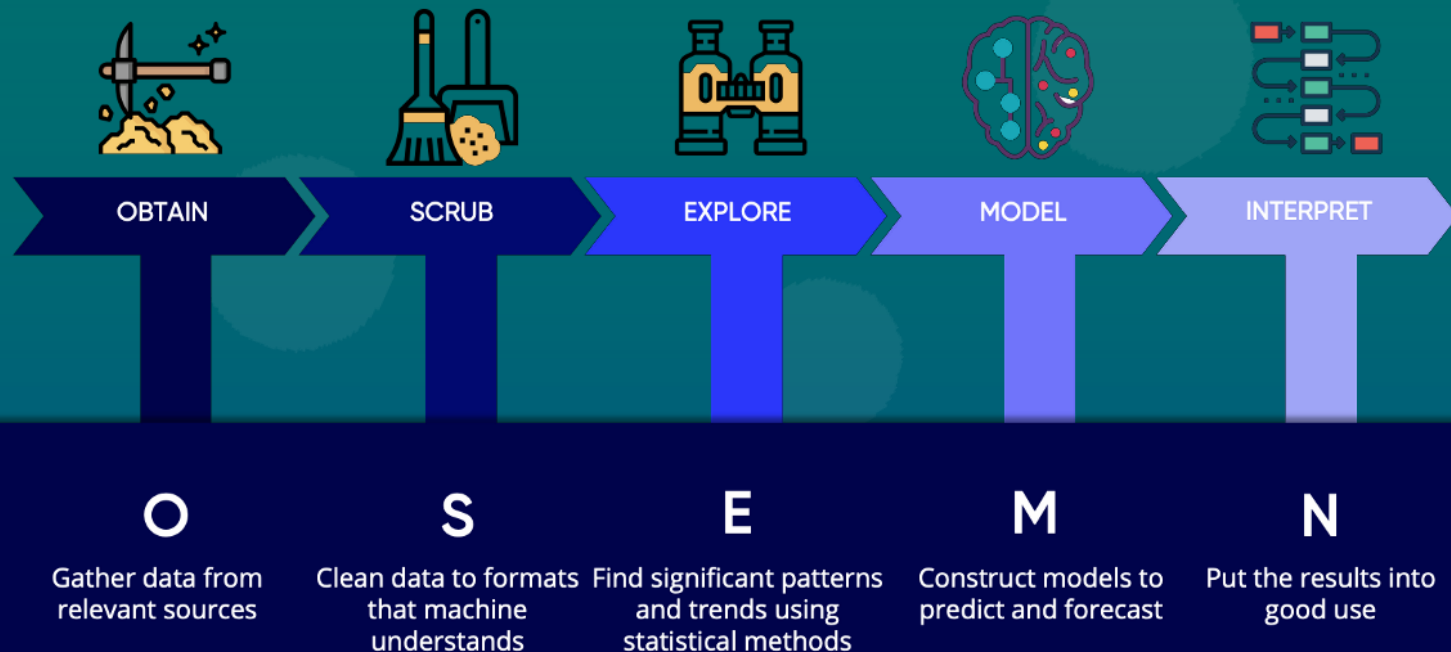 OBTAIN
SCRUB
EXPLORE
MODEL
INTERPRET
O
Gather data from
relevant sources
S
Clean data to formats
that machine
understands
E
Find significant patterns
and trends using
statistical methods
M
Construct models to
predict and forecast
N
Put the results into
good use